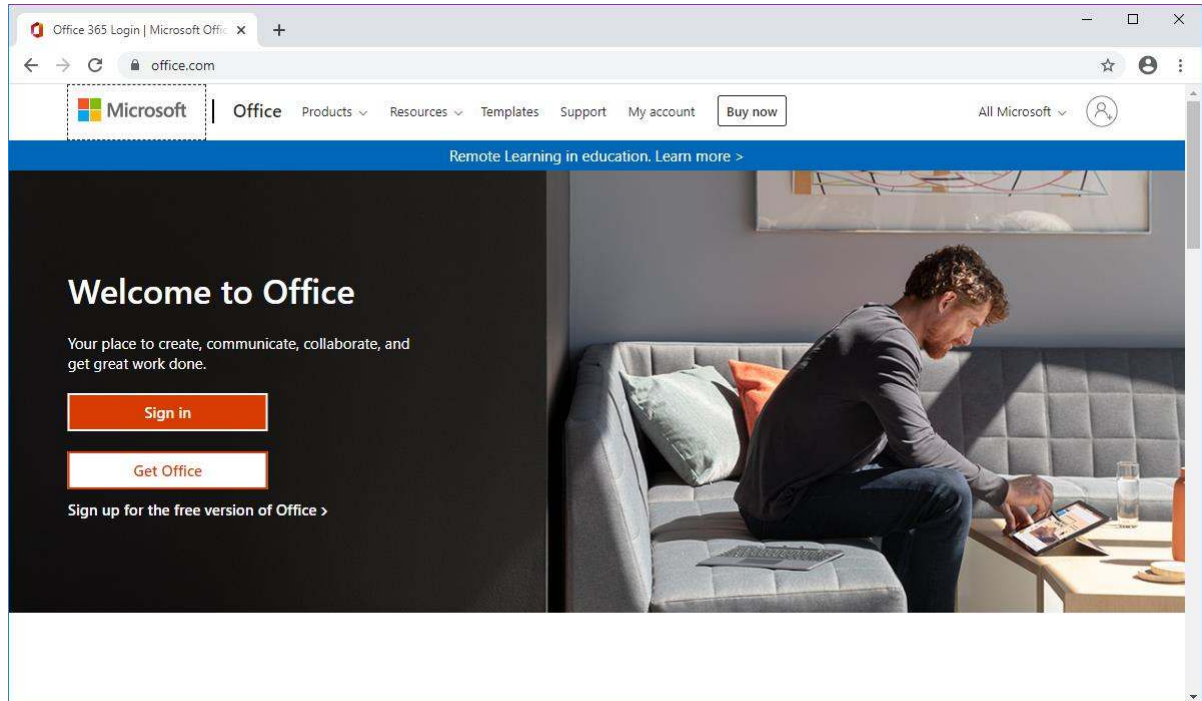 Office 365 Login | Microsoft Offic
office.com
Microsoft Office Products Resources Templates Support My account Buy now All Microsoft
Remote Learning in education. Learn more >
Welcome to Office
Your place to create, communicate, collaborate, and
get great work done.
Sign in
Get Office
Sign up for the free version of Office >